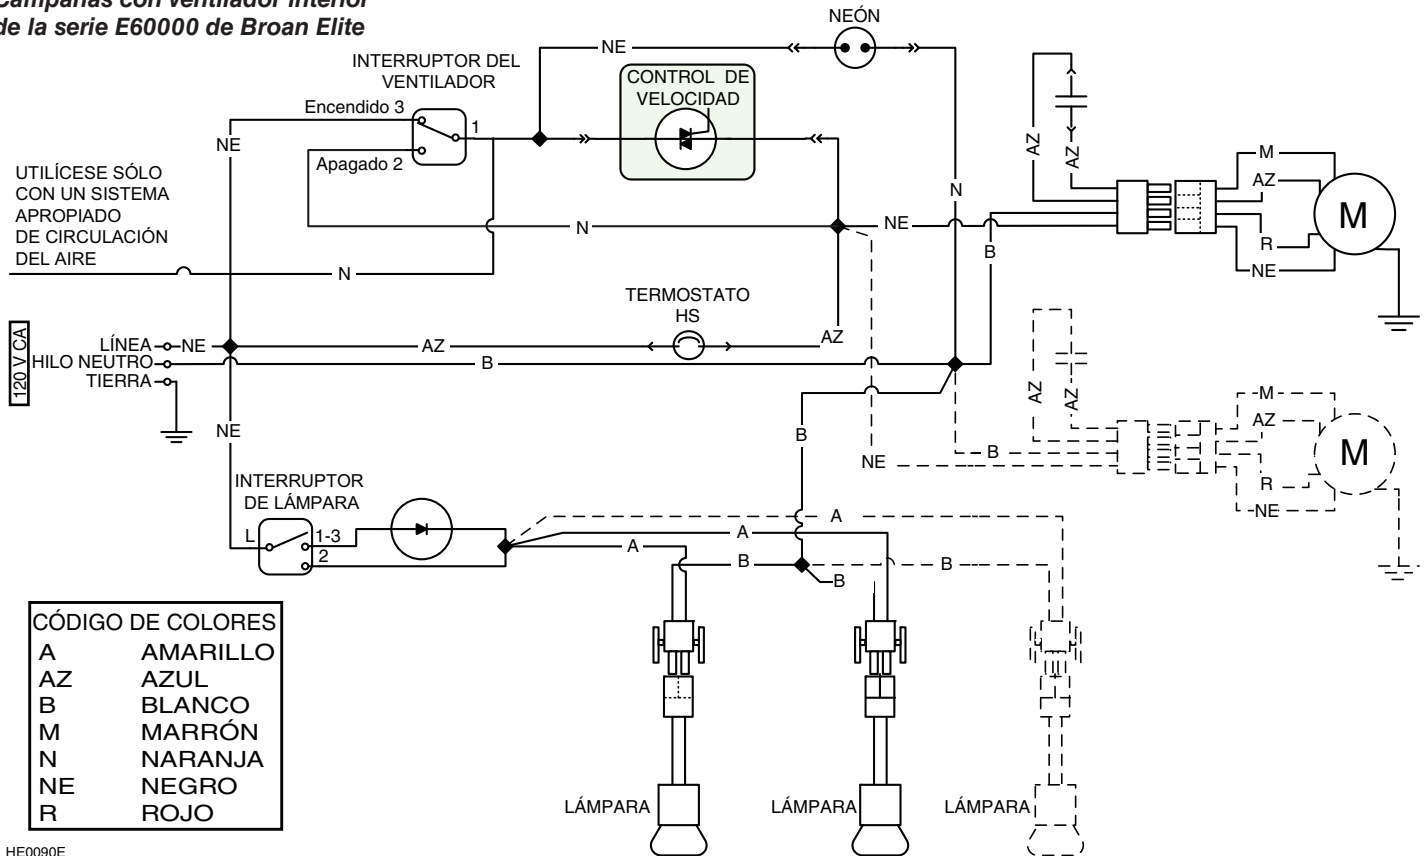 Campanas con ventilador interior
de la serie E60000 de Broan Elite
NEÓN
NE
INTERRUPTOR DEL
VENTILADOR
CONTROL DE
VELOCIDAD
Encendido 3
1
NE
Apagado 2
AZ
AZ
M
AZ
M
R
NE
UTILÍCESE SÓLO
CON UN SISTEMA
APROPIADO
DE CIRCULACIÓN
DEL AIRE
N
N
NE
B
N
TERMOSTATO
HS
120 V CA
LÍNEA
NE
AZ
AZ
HILO NEUTRO
B
TIERRA
NE
B
NE
B
AZ
AZ
M
AZ
M
R
NE
INTERRUPTOR
DE LÁMPARA
L
1-3
2
A
A
A
B
B
B
CÓDIGO DE COLORES
A AMARILLO
AZ AZUL
B BLANCO
M MARRÓN
N NARANJA
NE NEGRO
R ROJO
LÁMPARA
LÁMPARA
LÁMPARA
HE0090E